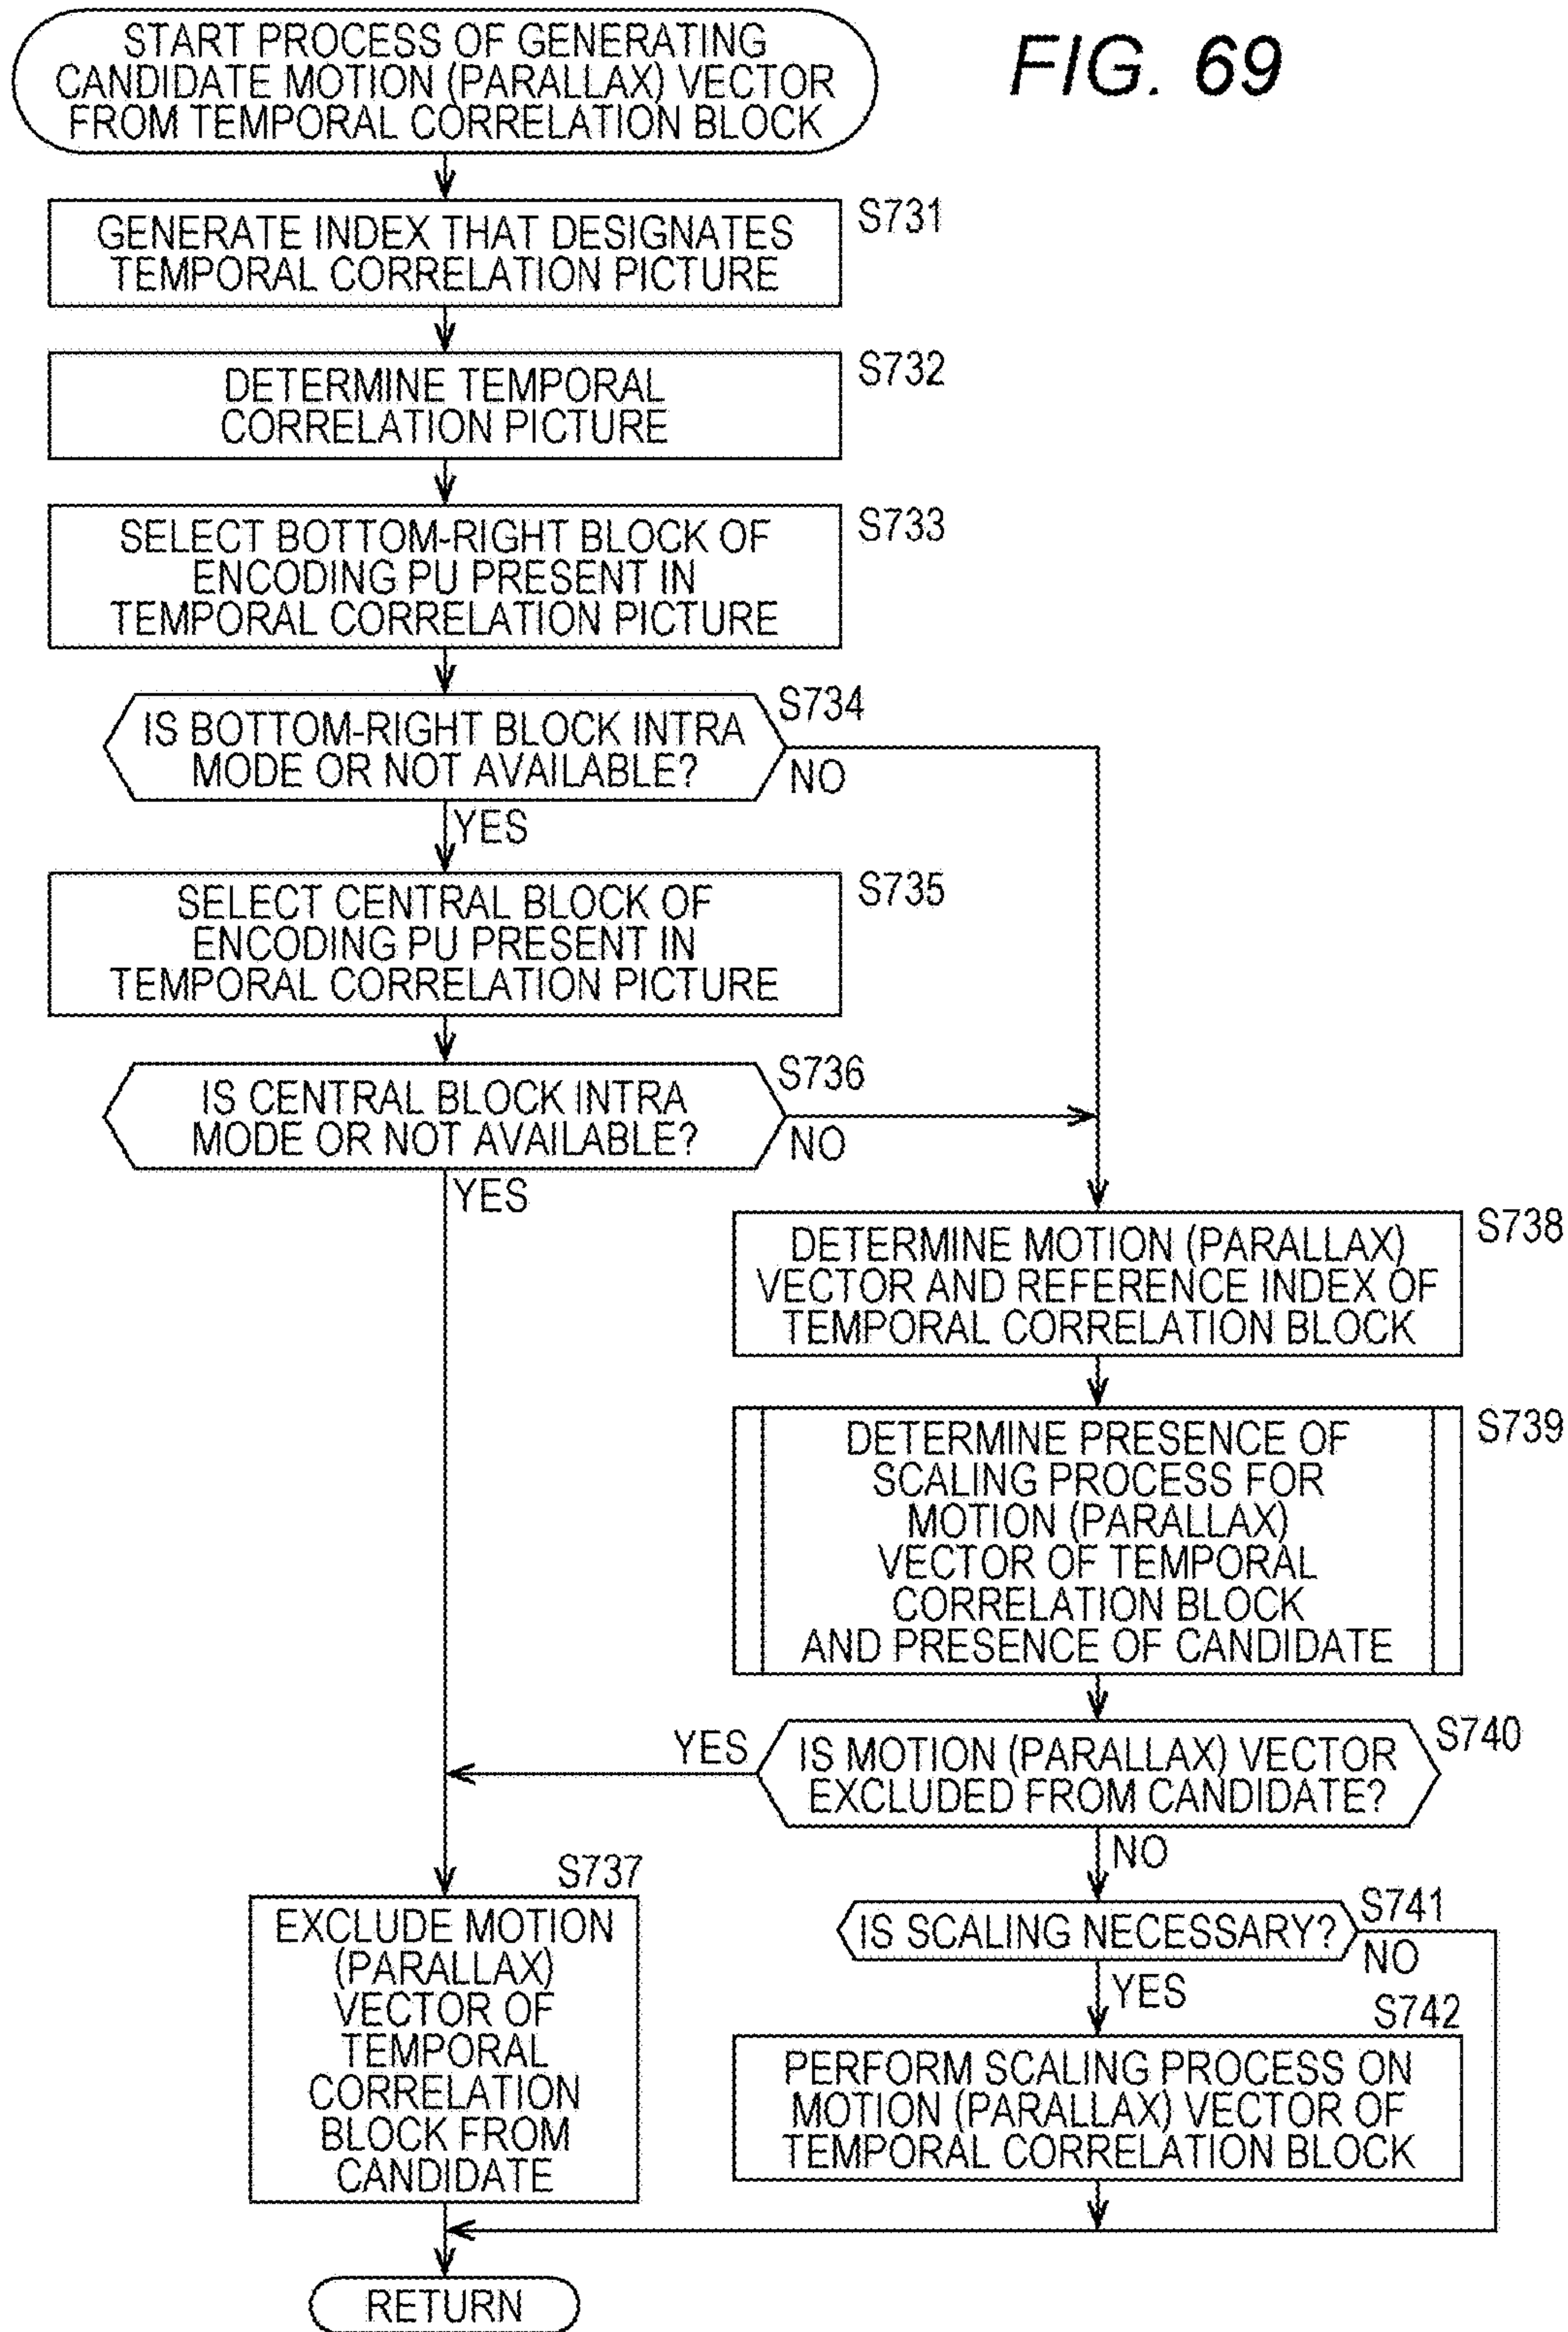 START PROCESS OF GENERATING
CANDIDATE MOTION (PARALLAX) VECTOR
FROM TEMPORAL CORRELATION BLOCK
FIG. 69
S731
GENERATE INDEX THAT DESIGNATES
TEMPORAL CORRELATION PICTURE
S732
DETERMINE TEMPORAL
CORRELATION PICTURE
S733
SELECT BOTTOM-RIGHT BLOCK OF
ENCODING PU PRESENT IN
TEMPORAL CORRELATION PICTURE
S734
IS BOTTOM-RIGHT BLOCK INTRA
MODE OR NOT AVAILABLE?
NO
YES
S735
SELECT CENTRAL BLOCK OF
ENCODING PU PRESENT IN
TEMPORAL CORRELATION PICTURE
S736
IS CENTRAL BLOCK INTRA
MODE OR NOT AVAILABLE?
NO
YES
S738
DETERMINE MOTION (PARALLAX)
VECTOR AND REFERENCE INDEX OF
TEMPORAL CORRELATION BLOCK
S739
DETERMINE PRESENCE OF
SCALING PROCESS FOR
MOTION (PARALLAX)
VECTOR OF TEMPORAL
CORRELATION BLOCK
AND PRESENCE OF CANDIDATE
S740
YES
IS MOTION (PARALLAX) VECTOR
EXCLUDED FROM CANDIDATE?
NO
S737
EXCLUDE MOTION
(PARALLAX)
VECTOR OF
TEMPORAL
CORRELATION
BLOCK FROM
CANDIDATE
S741
IS SCALING NECESSARY?
NO
YES
S742
PERFORM SCALING PROCESS ON
MOTION (PARALLAX) VECTOR OF
TEMPORAL CORRELATION BLOCK
RETURN